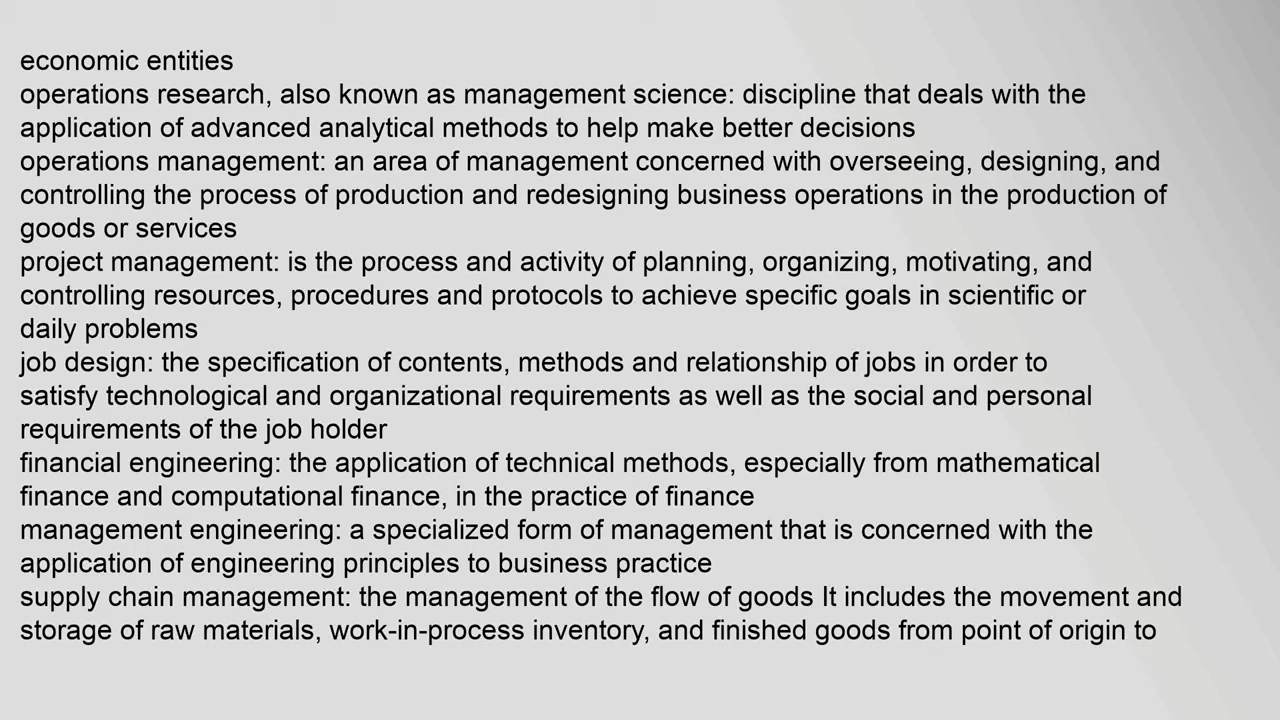 economic entities
operations research, also known as management science: discipline that deals with the
application of advanced analytical methods to help make better decisions
operations management: an area of management concerned with overseeing, designing, and
controlling the process of production and redesigning business operations in the production of
goods or services
project management: is the process and activity of planning, organizing, motivating, and
controlling resources, procedures and protocols to achieve specific goals in scientific or
daily problems
job design: the specification of contents, methods and relationship of jobs in order to
satisfy technological and organizational requirements as well as the social and personal
requirements of the job holder
financial engineering: the application of technical methods, especially from mathematical
finance and computational finance, in the practice of finance
management engineering: a specialized form of management that is concerned with the
application of engineering principles to business practice
supply chain management: the management of the flow of goods It includes the movement and
storage of raw materials, work-in-process inventory, and finished goods from point of origin to